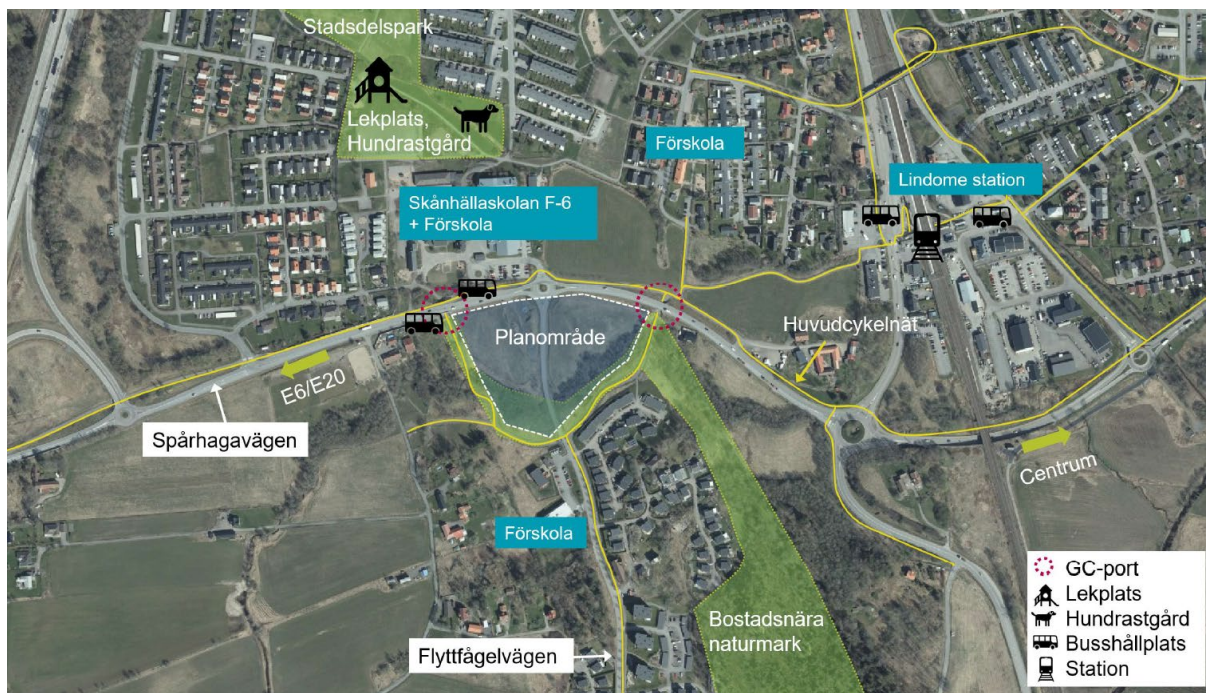 Stadsdelspark
Lekplats,
Hundrastgård
Förskola
Lindome station
Skånhällaskolan F-6
+ Förskola
Planområde
Huvudcykelnät
E6/E20
Spårhagavägen
Centrum
Förskola
Bostadsnära
naturmark
Flyttfågelvägen
GC-port
Lekplats
Hundrastgård
Busshållplats
Station